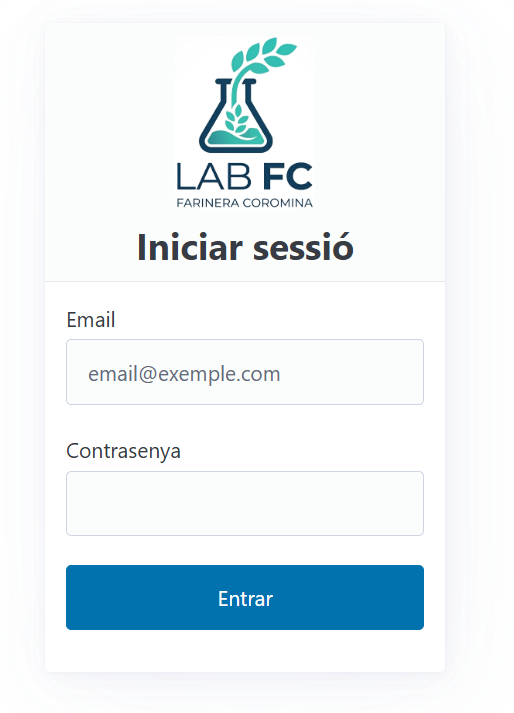 LAB FC
FARINERA COROMINA
Iniciar sessió
Email
email@exemple.com
Contrasenya
Entrar